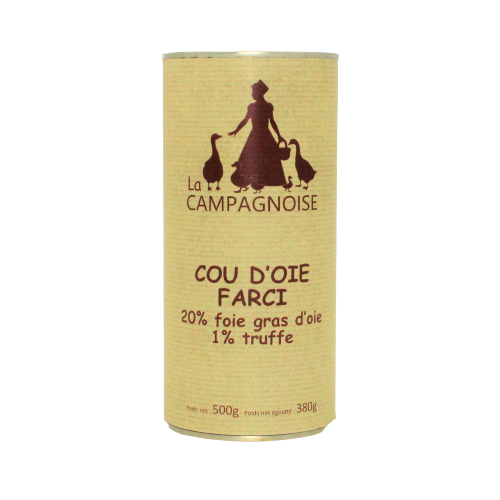 La
CAMPAGNOISE
COU D'OIE
FARCI
20% foie gras d'oie
1% truffe
Poids net : 500g - Poids net égoutté : 380g